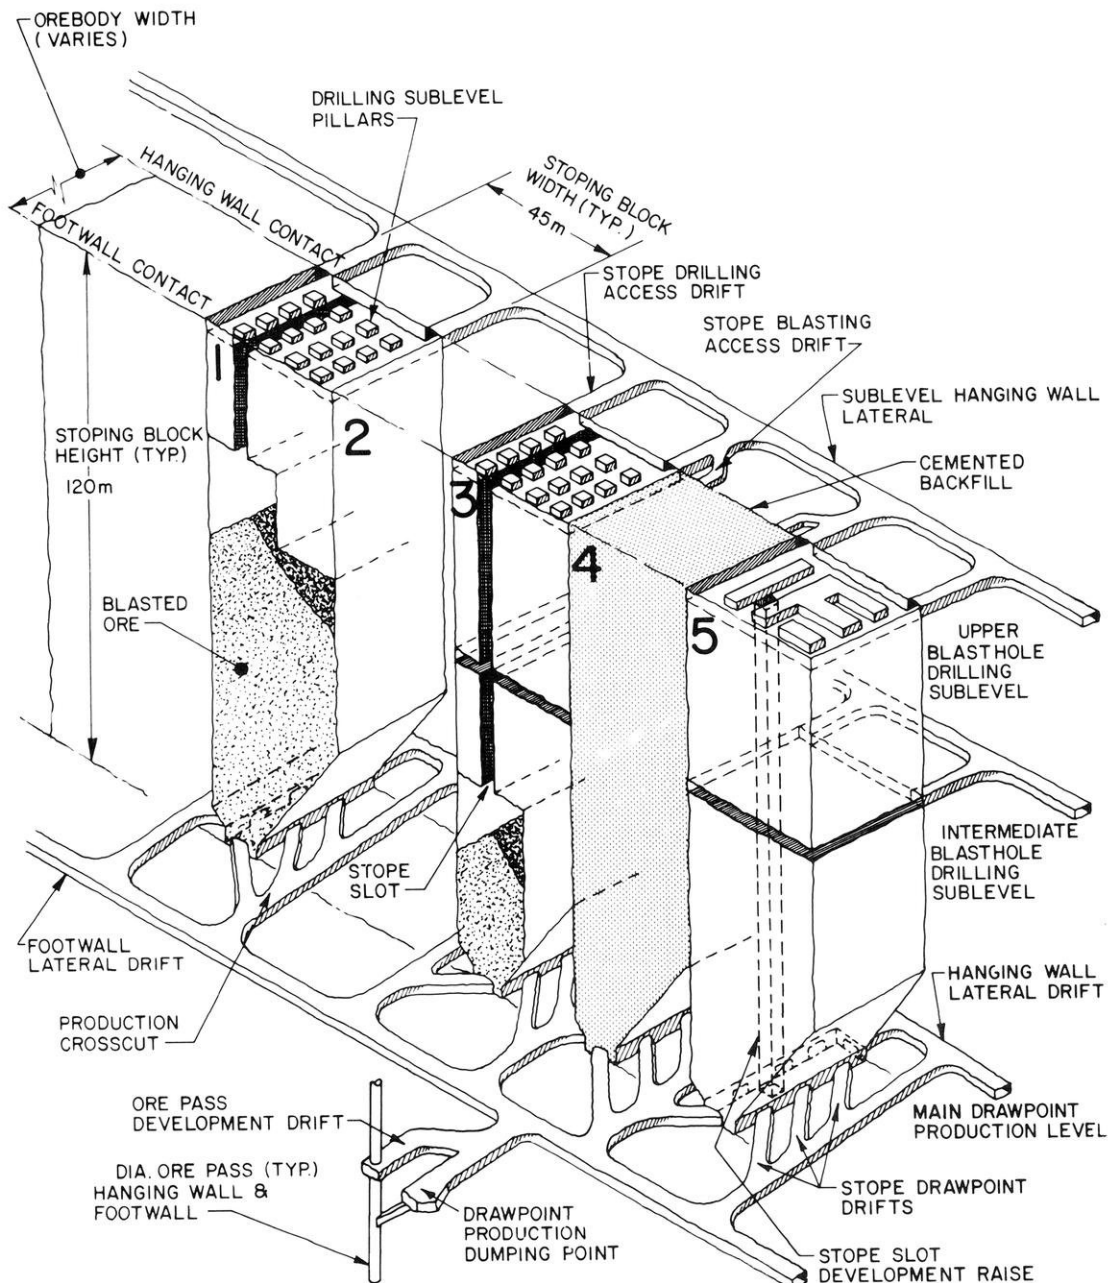 OREBODY WIDTH
(VARIES)
DRILLING SUBLEVEL
PILLARS
HANGING WALL CONTACT
FOOTWALL CONTACT
STOPING BLOCK
WIDTH (TYP.)
45m
STOPE DRILLING
ACCESS DRIFT
STOPE BLASTING
ACCESS DRIFT
SUBLEVEL HANGING WALL
LATERAL
CEMENTED
BACKFILL
1
2
3
4
5
STOPING BLOCK
HEIGHT (TYP.)
120m
BLASTED
ORE
UPPER
BLASTHOLE
DRILLING
SUBLEVEL
INTERMEDIATE
BLASTHOLE
DRILLING
SUBLEVEL
STOPE
SLOT
FOOTWALL
LATERAL DRIFT
HANGING WALL
LATERAL DRIFT
PRODUCTION
CROSSCUT
ORE PASS
DEVELOPMENT DRIFT
MAIN DRAWPOINT
PRODUCTION LEVEL
DIA. ORE PASS (TYP.)
HANGING WALL &
FOOTWALL
DRAWPOINT
PRODUCTION
DUMPING POINT
STOPE DRAWPOINT
DRIFTS
STOPE SLOT
DEVELOPMENT RAISE